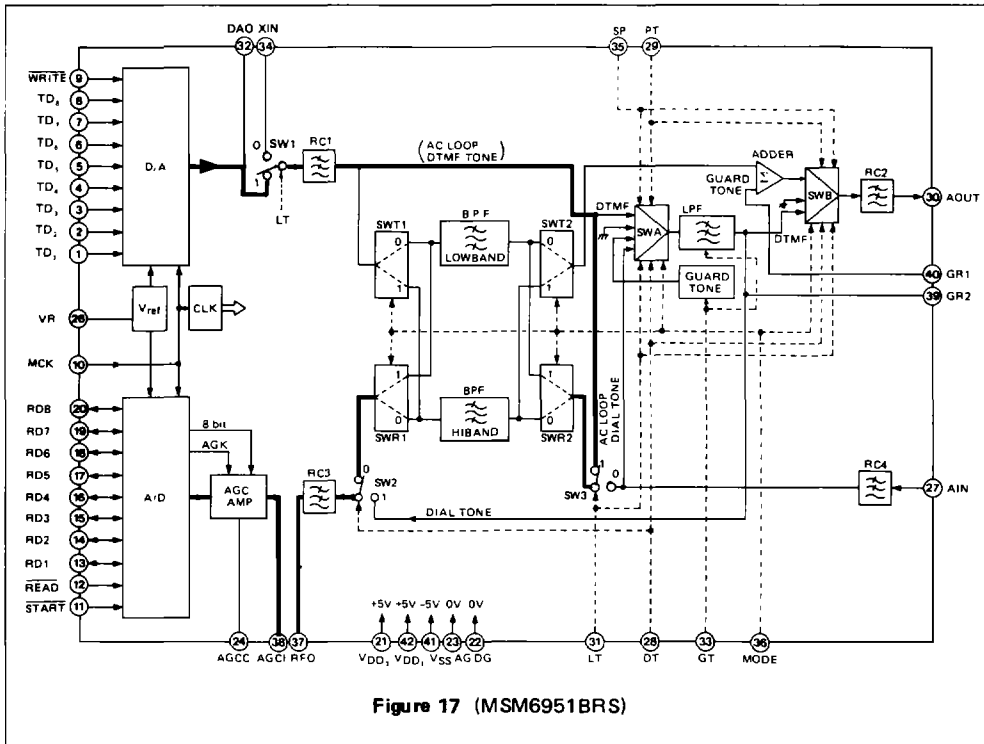 DAO XIN
32 34
SP PT
35 29
WRITE 9
TD₈ 8
TD₇ 7
TD₆ 6
TD₅ 5
TD₄ 4
TD₃ 3
TD₂ 2
TD₁ 1
D/A
0
1
SW1
LT
RC1
(AC LOOP
DTMF TONE)
SWT1
0
1
BPF
LOWBAND
SWT2
0
1
DTMF
SWA
LPF
GUARD
TONE
ADDER
Σ
GUARD
TONE
DTMF
SWB
RC2
30 AOUT
40 GR1
39 GR2
VR 26
Vref
CLK
MCK 10
RD8 20
RD7 19
RD6 18
RD5 17
RD4 16
RD3 15
RD2 14
RD1 13
READ 12
START 11
A/D
8 bit
AGK
AGC
AMP
RC3
0
1
SW2
DIAL TONE
1
0
SWR1
BPF
HIBAND
1
0
SWR2
AC LOOP
DIAL TONE
1
0
SW3
RC4
27 AIN
+5V +5V -5V 0V 0V
24 38 37
21 42 41 23 22
31 28 33 36
AGCC AGCI RFO
VDD₂ VDD₁ VSS AG DG
LT DT GT MODE
Figure 17 (MSM6951BRS)